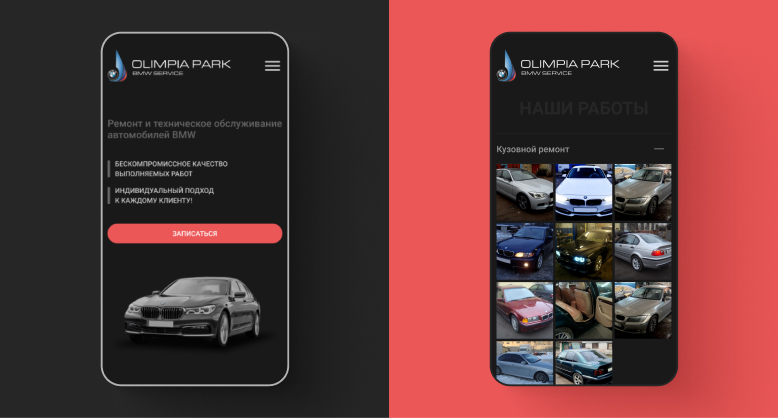 OLIMPIA PARK
BMW SERVICE
Ремонт и техническое обслуживание
автомобилей BMW
БЕСКОМПРОМИССНОЕ КАЧЕСТВО
ВЫПОЛНЯЕМЫХ РАБОТ
ИНДИВИДУАЛЬНЫЙ ПОДХОД
К КАЖДОМУ КЛИЕНТУ!
ЗАПИСАТЬСЯ
OLIMPIA PARK
BMW SERVICE
НАШИ РАБОТЫ
Кузовной ремонт